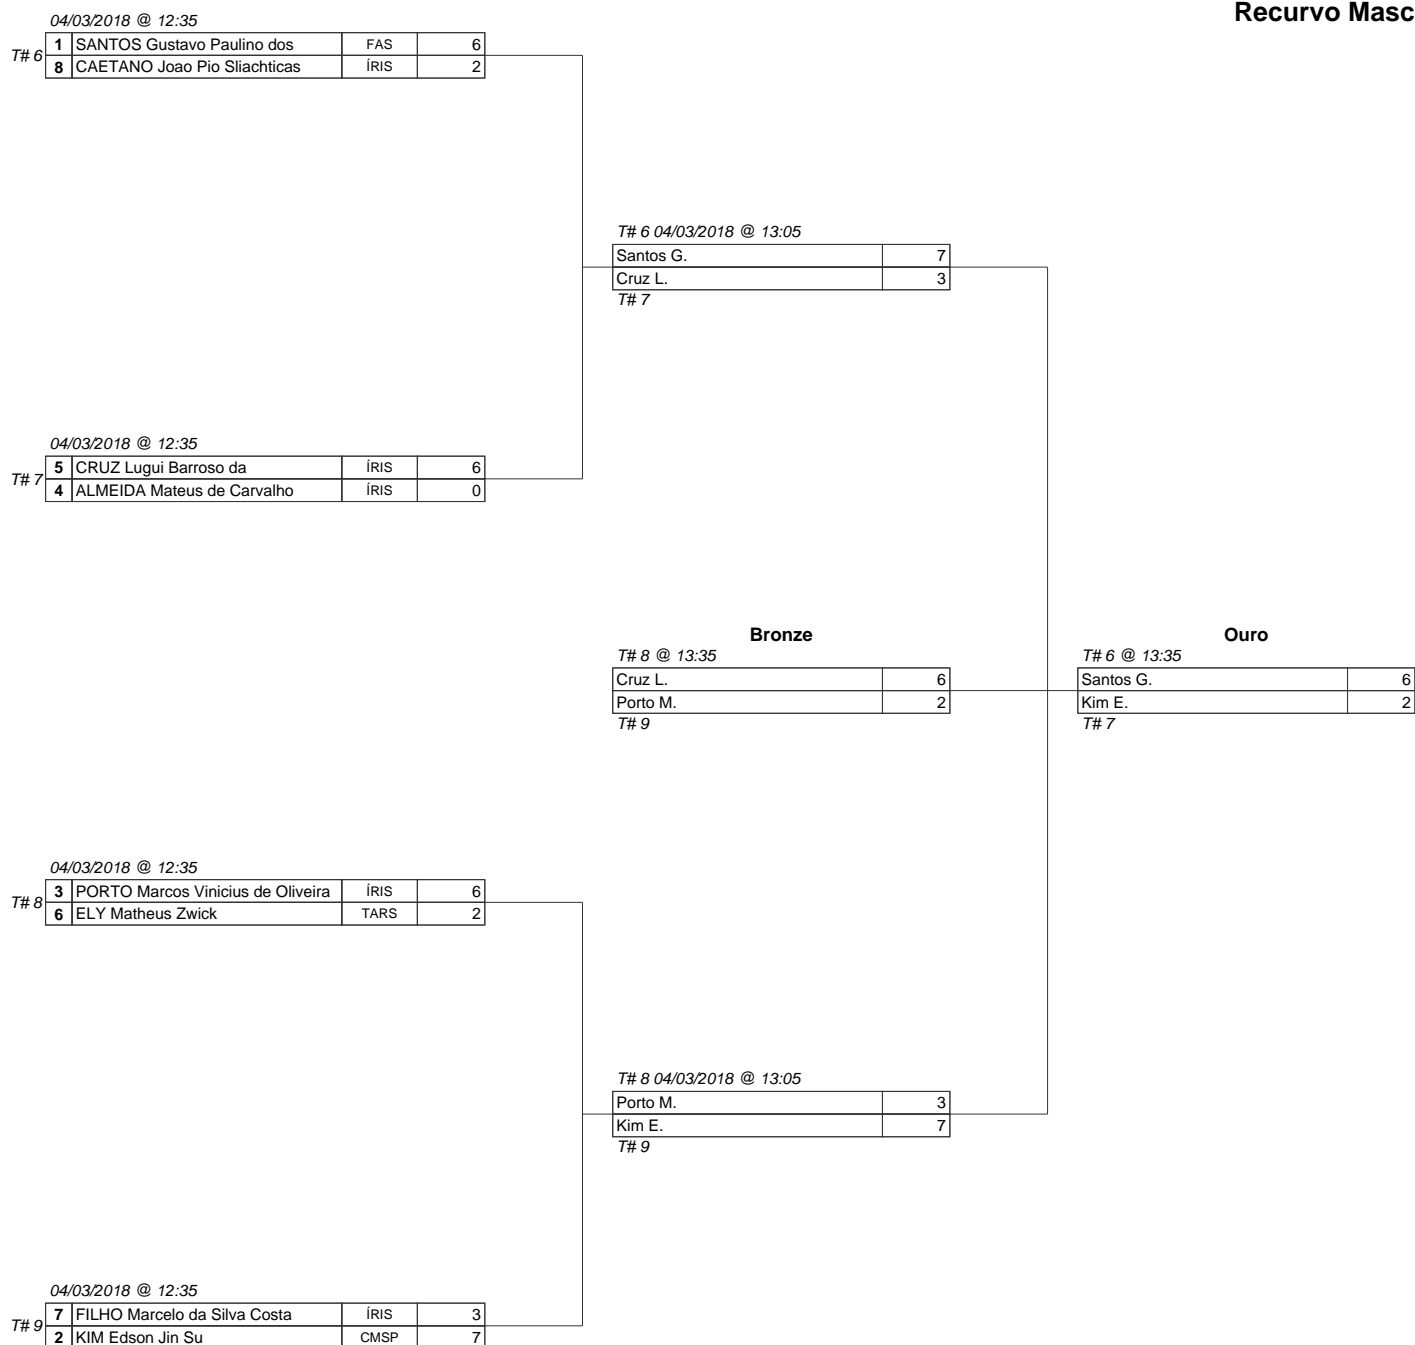 Recurvo Masc
04/03/2018 @ 12:35
T# 6
1 SANTOS Gustavo Paulino dos FAS 6
8 CAETANO Joao Pio Sliachticas ÍRIS 2
T# 6 04/03/2018 @ 13:05
Santos G. 7
Cruz L. 3
T# 7
04/03/2018 @ 12:35
T# 7
5 CRUZ Lugui Barroso da ÍRIS 6
4 ALMEIDA Mateus de Carvalho ÍRIS 0
Bronze
T# 8 @ 13:35
Cruz L. 6
Porto M. 2
T# 9
Ouro
T# 6 @ 13:35
Santos G. 6
Kim E. 2
T# 7
04/03/2018 @ 12:35
T# 8
3 PORTO Marcos Vinicius de Oliveira ÍRIS 6
6 ELY Matheus Zwick TARS 2
T# 8 04/03/2018 @ 13:05
Porto M. 3
Kim E. 7
T# 9
04/03/2018 @ 12:35
T# 9
7 FILHO Marcelo da Silva Costa ÍRIS 3
2 KIM Edson Jin Su CMSP 7